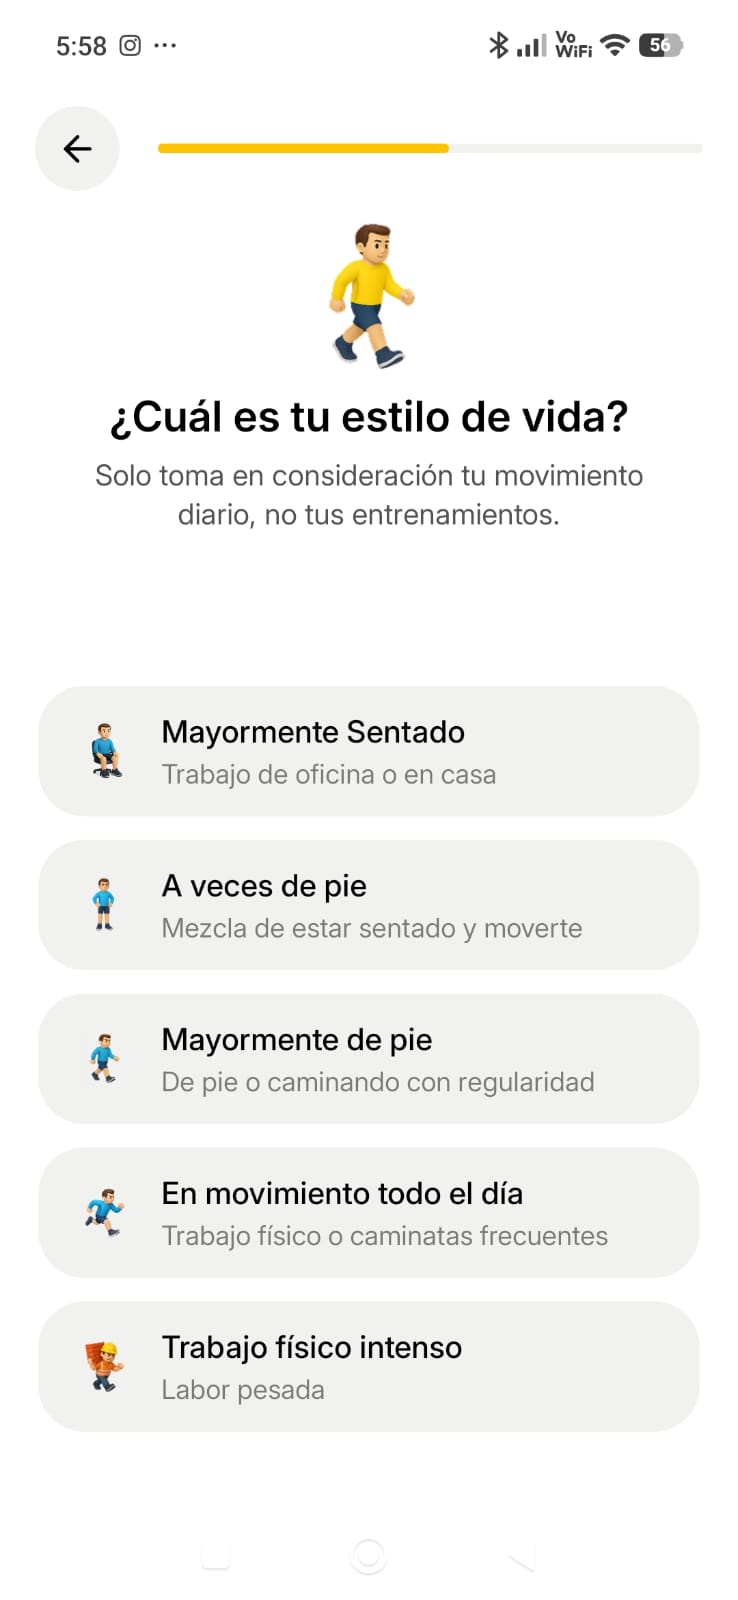 5:58
Vo
WiFi
56
¿Cuál es tu estilo de vida?
Solo toma en consideración tu movimiento
diario, no tus entrenamientos.
Mayormente Sentado
Trabajo de oficina o en casa
A veces de pie
Mezcla de estar sentado y moverte
Mayormente de pie
De pie o caminando con regularidad
En movimiento todo el día
Trabajo físico o caminatas frecuentes
Trabajo físico intenso
Labor pesada